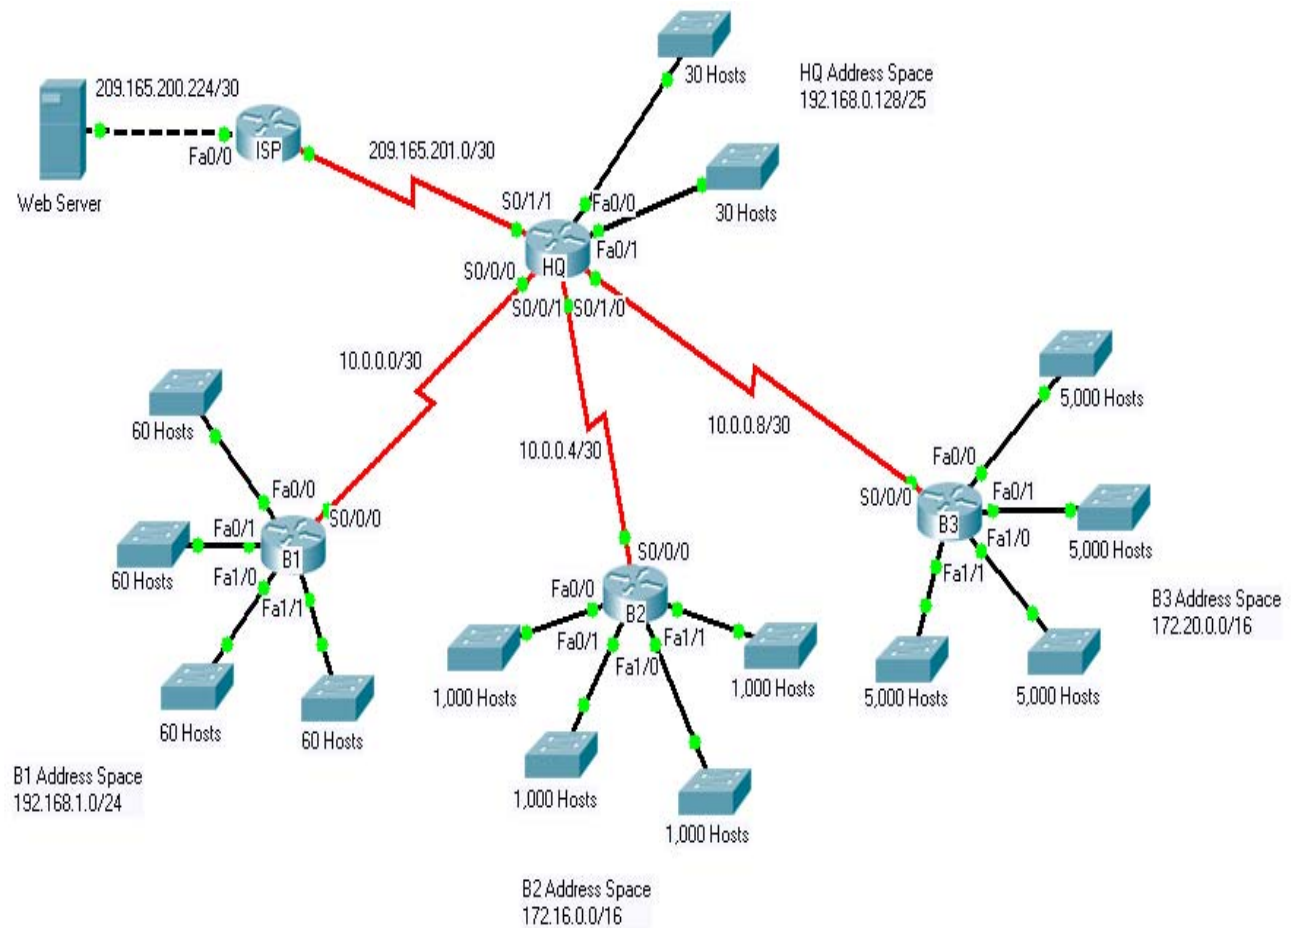 30 Hosts
HQ Address Space
192.168.0.128/25
209.165.200.224/30
ISP
Fa0/0
209.165.201.0/30
Web Server
S0/1/1
Fa0/0
30 Hosts
Fa0/1
HQ
S0/0/0
S0/0/1
S0/1/0
10.0.0.0/30
5,000 Hosts
60 Hosts
10.0.0.4/30
10.0.0.8/30
Fa0/0
Fa0/0
S0/0/0
S0/0/0
Fa0/1
Fa0/1
B3
Fa1/0
5,000 Hosts
B1
60 Hosts
Fa1/0
Fa1/1
S0/0/0
Fa1/1
Fa0/0
B2
B3 Address Space
172.20.0.0/16
Fa0/1
Fa1/1
Fa1/0
1,000 Hosts
1,000 Hosts
5,000 Hosts
5,000 Hosts
60 Hosts
60 Hosts
B1 Address Space
192.168.1.0/24
1,000 Hosts
1,000 Hosts
B2 Address Space
172.16.0.0/16